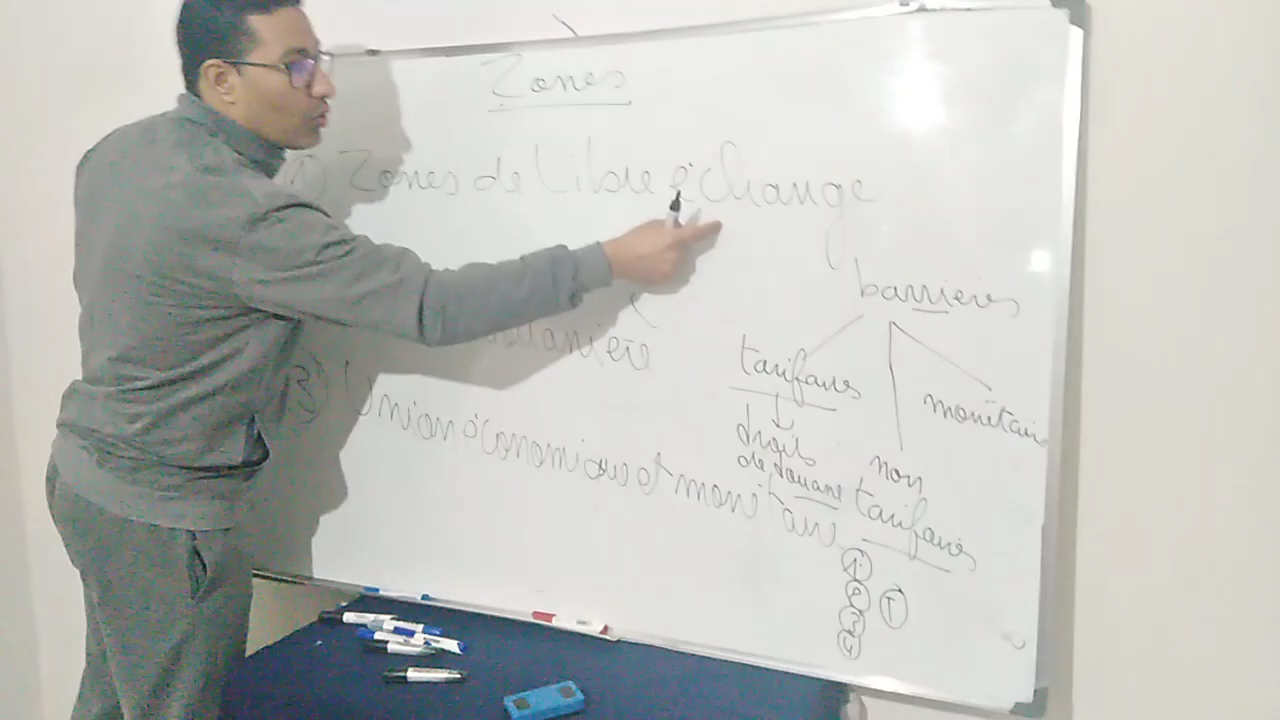 Zones
1) Zones de Libre échange
barrières
douanière
tarifaires
monétaire
3) Union économique et monétaire
droits
de douane
non
tarifaires